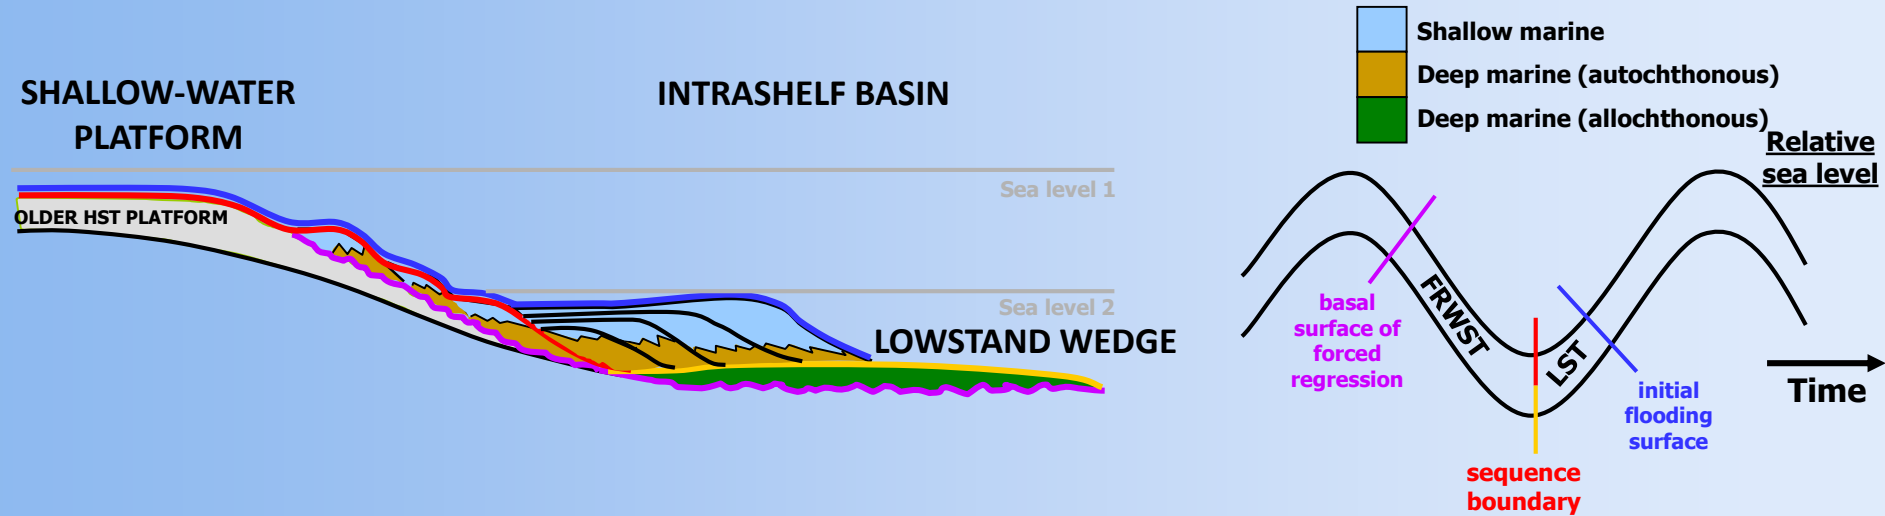 SHALLOW-WATER
PLATFORM
INTRASHELF BASIN
Shallow marine
Deep marine (autochthonous)
Deep marine (allochthonous)
Relative
sea level
Sea level 1
OLDER HST PLATFORM
Sea level 2
LOWSTAND WEDGE
basal
surface of
forced
regression
FRWST
LST
initial
flooding
surface
Time
sequence
boundary